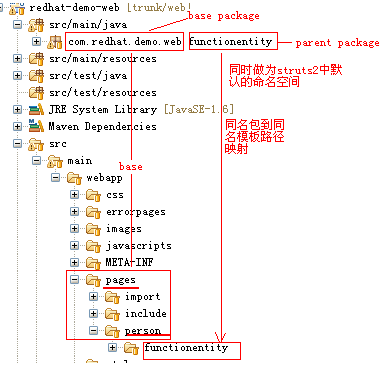 redhat-demo-web [trunk/web]
base package
src/main/java
com.redhat.demo.web functionentity
parent package
src/main/resources
src/test/java
src/test/resources
JRE System Library [JavaSE-1.6]
Maven Dependencies
src
main
webapp
css
errorpages
images
javascripts
META-INF
pages
import
include
person
functionentity
base
同时做为struts2中默认的命名空间
同名包到同名模板路径映射